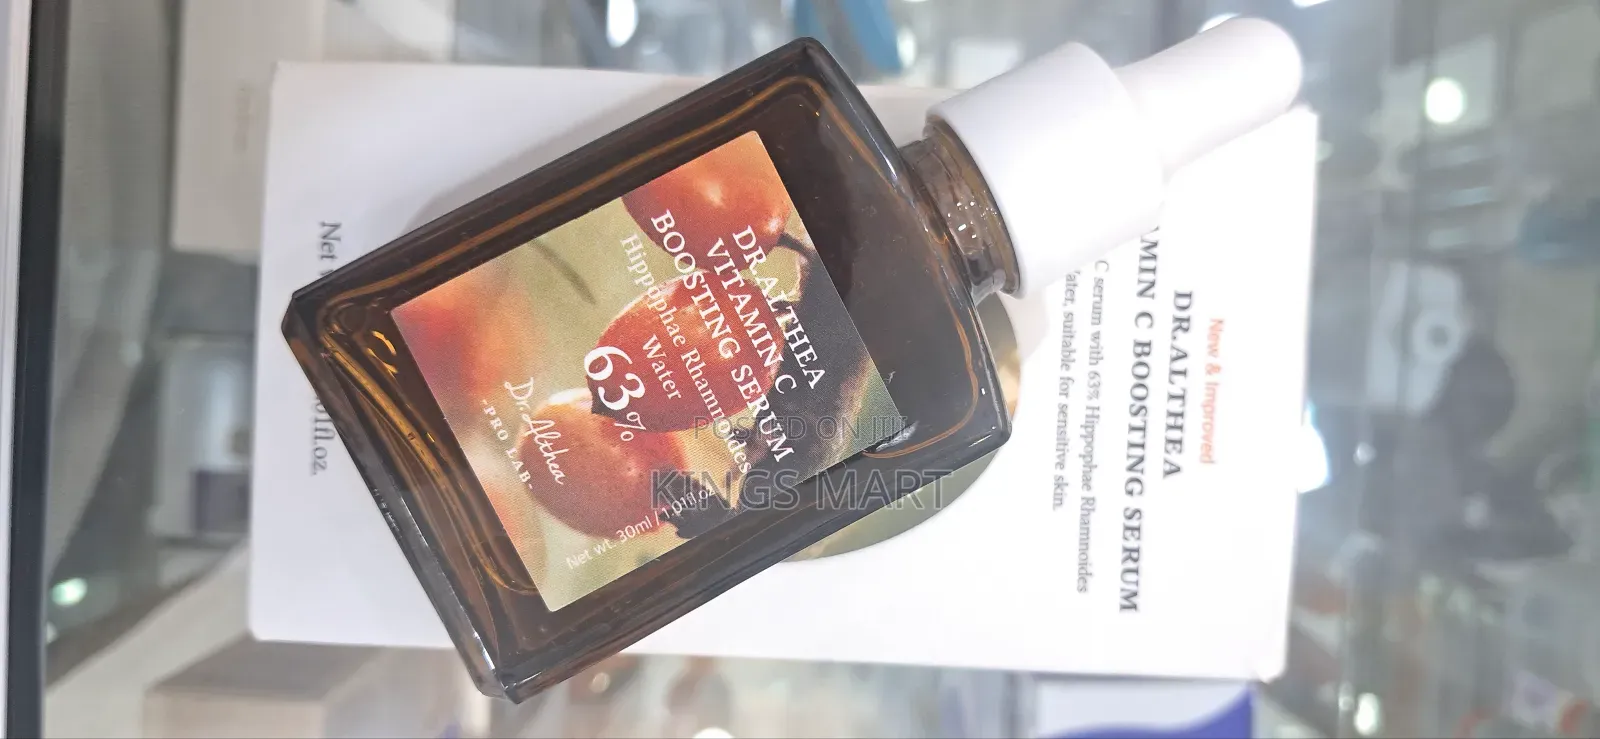 DR.ALTHEA
VITAMIN C
BOOSTING SERUM
Hippophae Rhamnoides
Water
63%
Dr.Althea
-PRO LAB-
Net wt. 30ml / 1.01fl.oz
New & Improved
DR.ALTHEA
MIN C BOOSTING SERUM
C serum with 63% Hippophae Rhamnoides
ater, suitable for sensitive skin.
Net
01fl.oz.
POSTED ON
KINGS MART